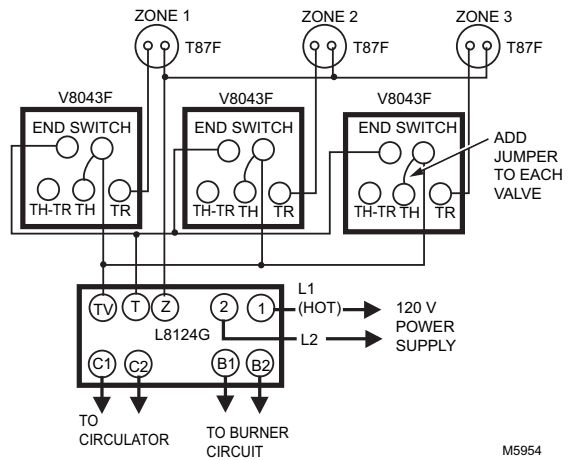 ZONE 1
ZONE 2
ZONE 3
T87F
T87F
T87F
V8043F
V8043F
V8043F
END SWITCH
END SWITCH
END SWITCH
ADD
JUMPER
TO EACH
VALVE
TH-TR TH TR
TH-TR TH TR
TH-TR TH TR
L1
(HOT)
120 V
POWER
SUPPLY
TV T Z 2 1
L8124G
L2
C1 C2 B1 B2
TO
CIRCULATOR
TO BURNER
CIRCUIT
M5954